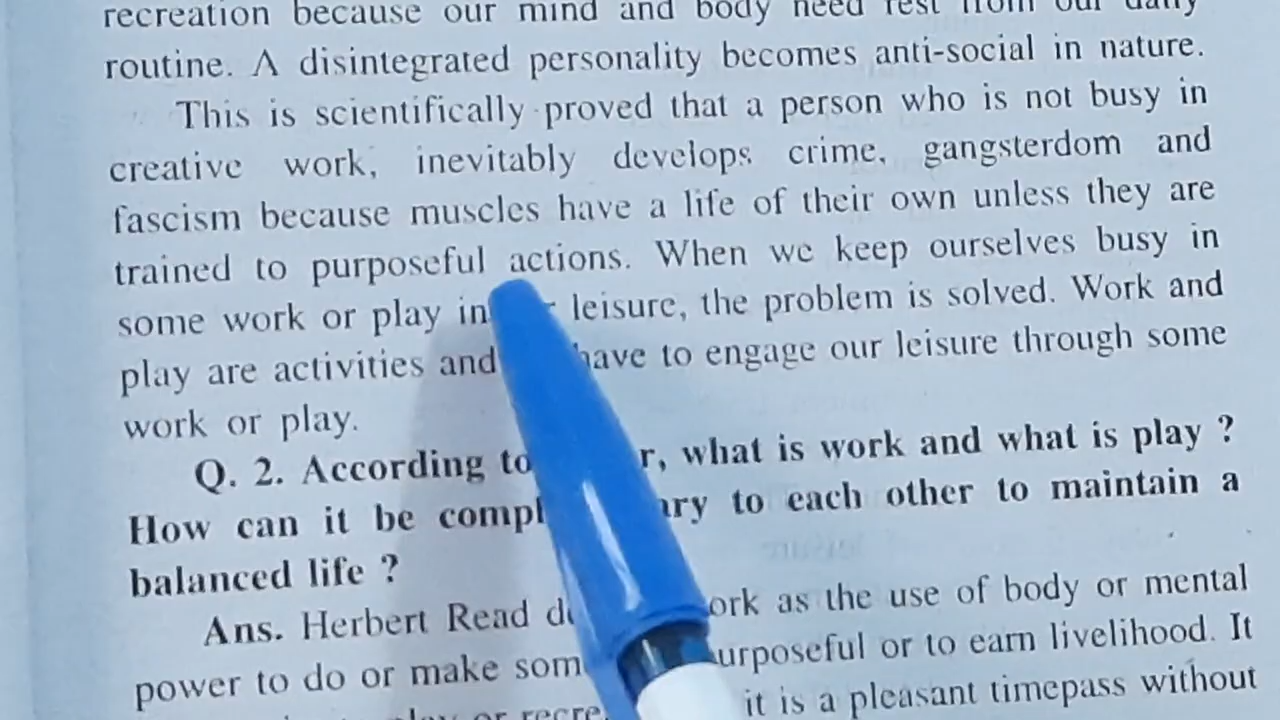 recreation because our mind and body need rest from our daily
routine. A disintegrated personality becomes anti-social in nature.
This is scientifically proved that a person who is not busy in
creative work, inevitably develops crime, gangsterdom and
fascism because muscles have a life of their own unless they are
trained to purposeful actions. When we keep ourselves busy in
some work or play in leisure, the problem is solved. Work and
play are activities and have to engage our leisure through some
work or play.
Q. 2. According to what is work and what is play ?
How can it be to each other to maintain a
balanced life ?
Ans. Herbert Read as the use of body or mental
power to do or make or to earn livelihood. It
it is a pleasant timepass without